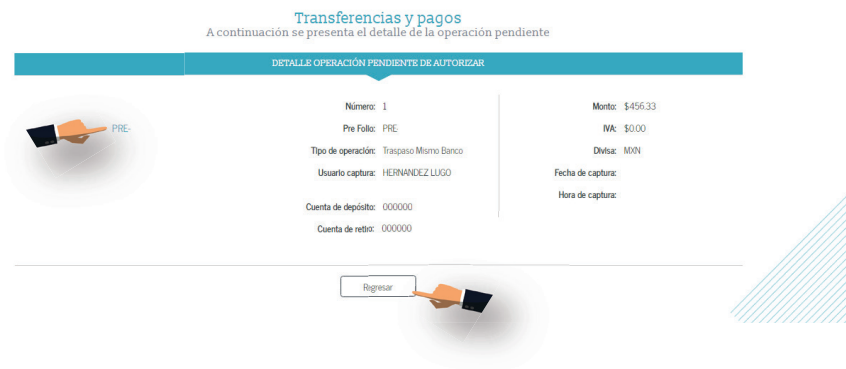 Transferencias y pagos
A continuación se presenta el detalle de la operación pendiente
DETALLE OPERACIÓN PENDIENTE DE AUTORIZAR
PRE-
Número: 1
Pre Folio: PRE
Tipo de operación: Traspaso Mismo Banco
Usuario captura: HERNANDEZ LUGO
Cuenta de depósito: 000000
Cuenta de retiro: 000000
Monto: $456.33
IVA: $0.00
Divisa: MXN
Fecha de captura:
Hora de captura:
Regresar